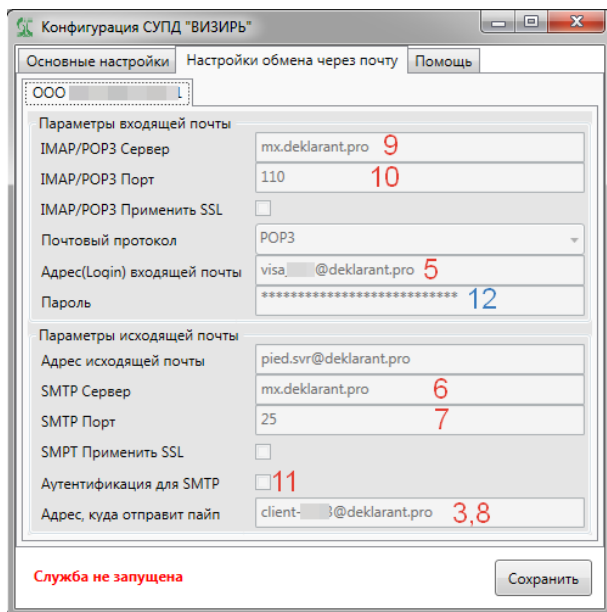 Конфигурация СУПД "ВИЗИРЬ"
Основные настройки Настройки обмена через почту Помощь
ООО
Параметры входящей почты
IMAP/POP3 Сервер mx.deklarant.pro 9
IMAP/POP3 Порт 110 10
IMAP/POP3 Применить SSL
Почтовый протокол POP3
Адрес(Login) входящей почты visa_ @deklarant.pro 5
Пароль *************************** 12
Параметры исходящей почты
Адрес исходящей почты pied.svr@deklarant.pro
SMTP Сервер mx.deklarant.pro 6
SMTP Порт 25 7
SMPT Применить SSL
Аутентификация для SMTP 11
Адрес, куда отправит пайп client- 3@deklarant.pro 3,8
Служба не запущена Сохранить